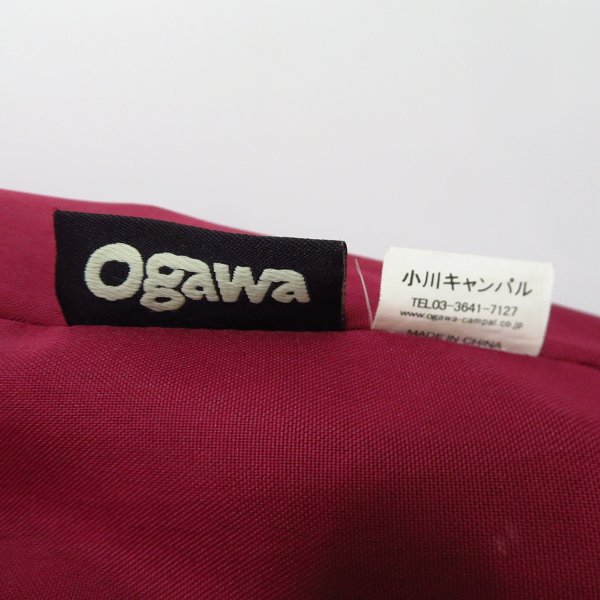 Ogawa
小川キャンパル
TEL03-3641-7127
www.ogawa-campal.co.jp
MADE IN CHINA